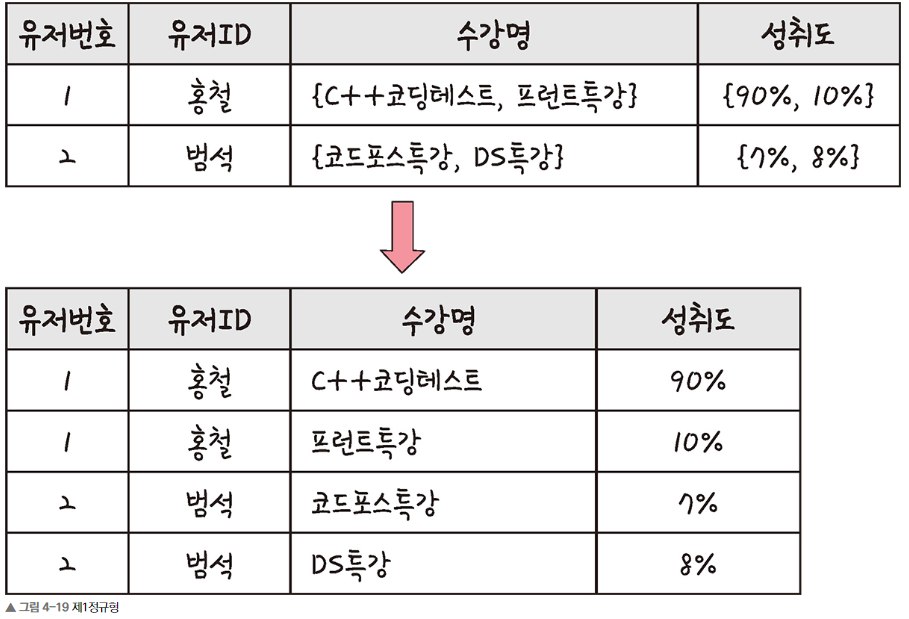 유저번호 유저ID 수강명 성취도
1 홍철 {C++코딩테스트, 프런트특강} {90%, 10%}
2 범석 {코드포스특강, DS특강} {7%, 8%}
유저번호 유저ID 수강명 성취도
1 홍철 C++코딩테스트 90%
1 홍철 프런트특강 10%
2 범석 코드포스특강 7%
2 범석 DS특강 8%
▲ 그림 4-19 제1정규형